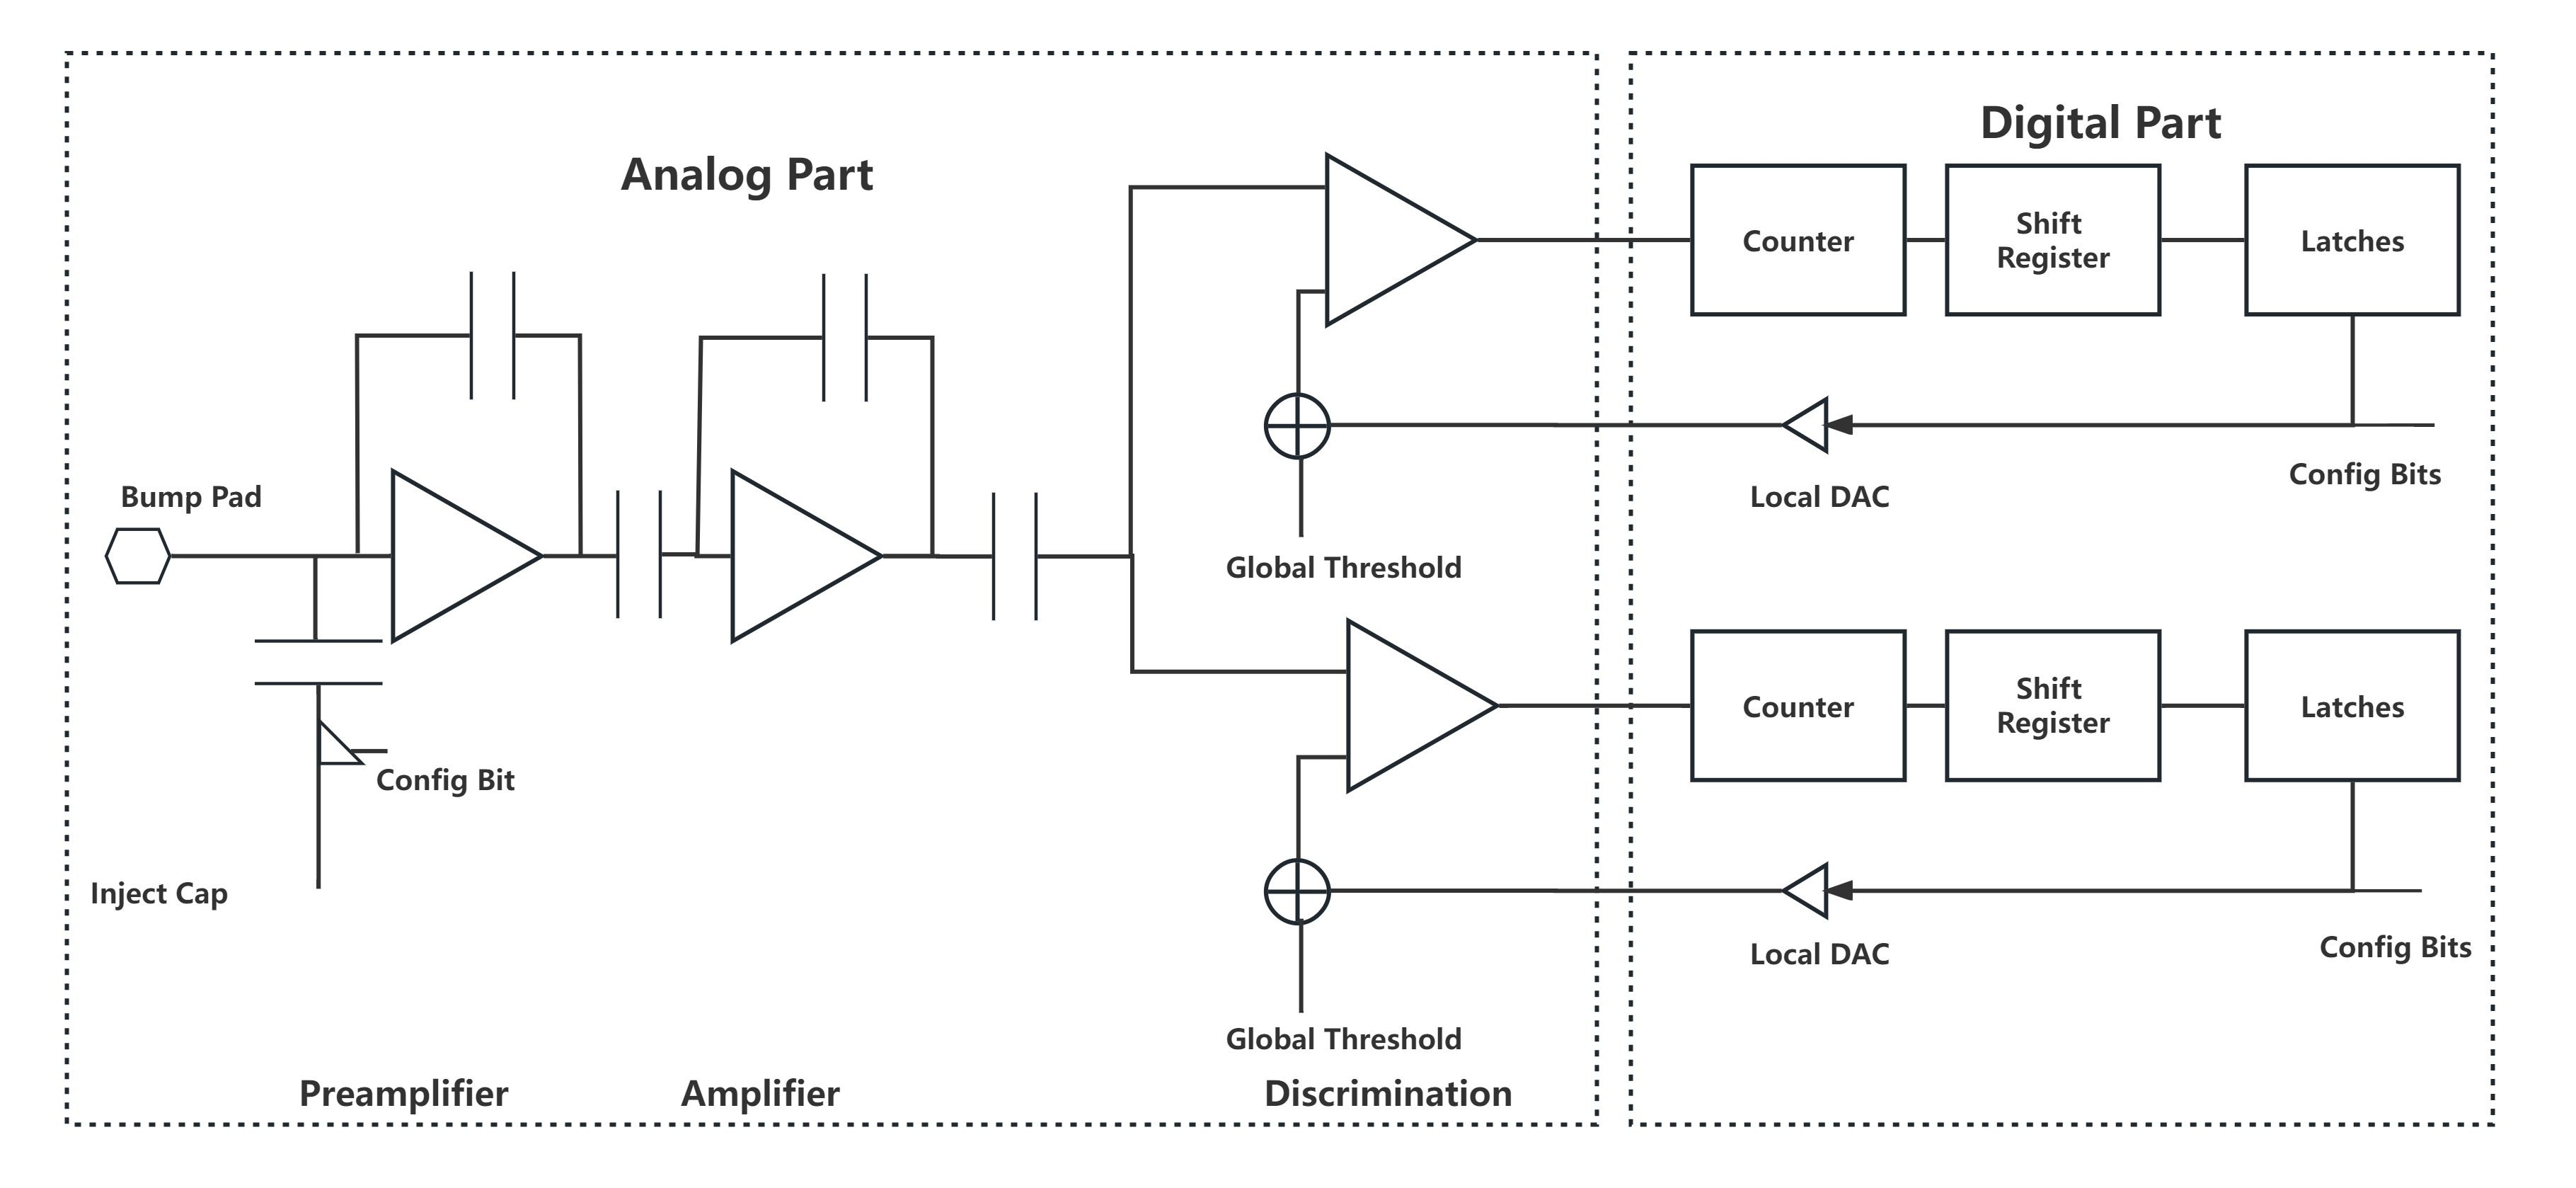 Analog Part
Digital Part
Counter
Shift
Register
Latches
Config Bits
Local DAC
Bump Pad
Global Threshold
Counter
Shift
Register
Latches
Config Bit
Inject Cap
Config Bits
Local DAC
Global Threshold
Preamplifier
Amplifier
Discrimination